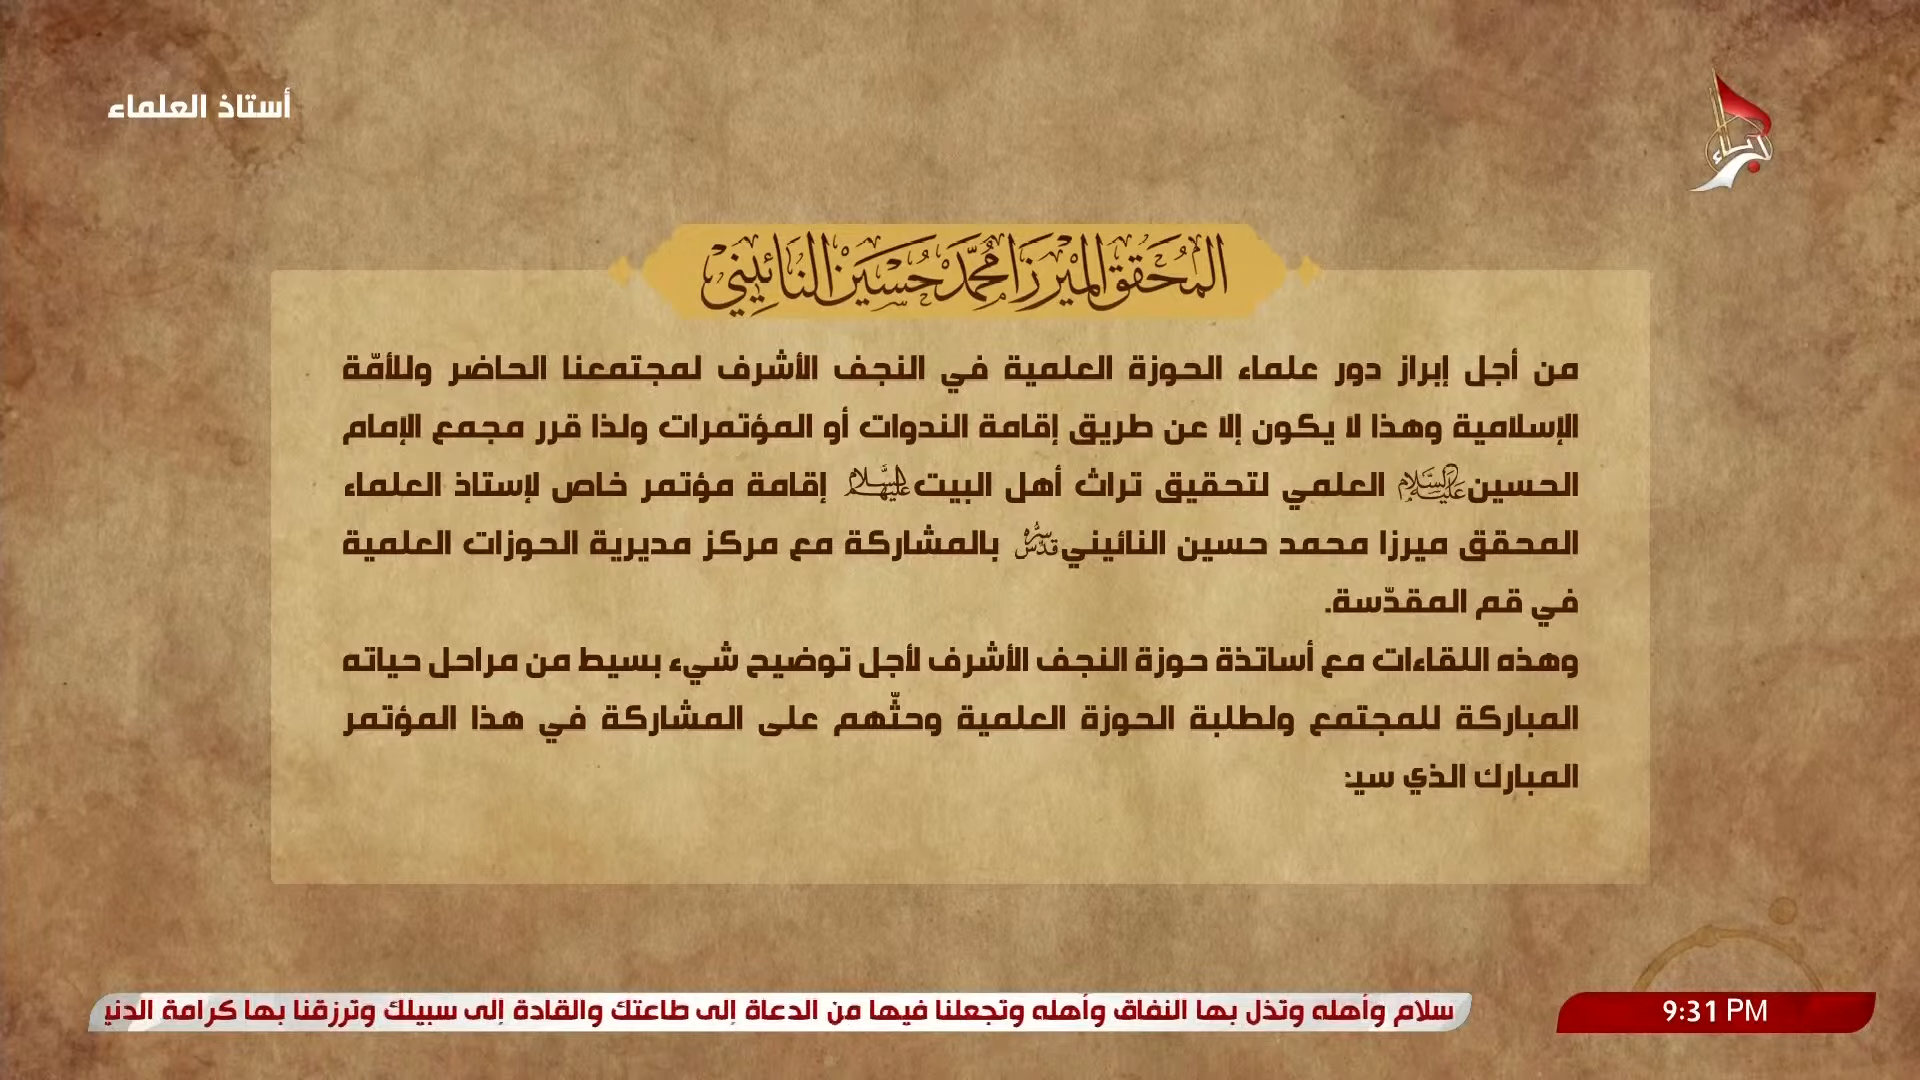 أستاذ العلماء
كربلاء
المحقق الميرزا محمد حسين النائيني
من أجل إبراز دور علماء الحوزة العلمية في النجف الأشرف لمجتمعنا الحاضر وللأمّة
الإسلامية وهذا لا يكون إلا عن طريق إقامة الندوات أو المؤتمرات ولذا قرر مجمع الإمام
الحسين عليه السلام العلمي لتحقيق تراث أهل البيت عليهم السلام إقامة مؤتمر خاص لإستاذ العلماء
المحقق ميرزا محمد حسين النائيني قدس سره بالمشاركة مع مركز مديرية الحوزات العلمية
في قم المقدّسة.
وهذه اللقاءات مع أساتذة حوزة النجف الأشرف لأجل توضيح شيء بسيط من مراحل حياته
المباركة للمجتمع ولطلبة الحوزة العلمية وحثّهم على المشاركة في هذا المؤتمر
المبارك الذي سيـ
سلام وأهله وتذل بها النفاق وأهله وتجعلنا فيها من الدعاة إلى طاعتك والقادة إلى سبيلك وترزقنا بها كرامة الدني
9:31 PM